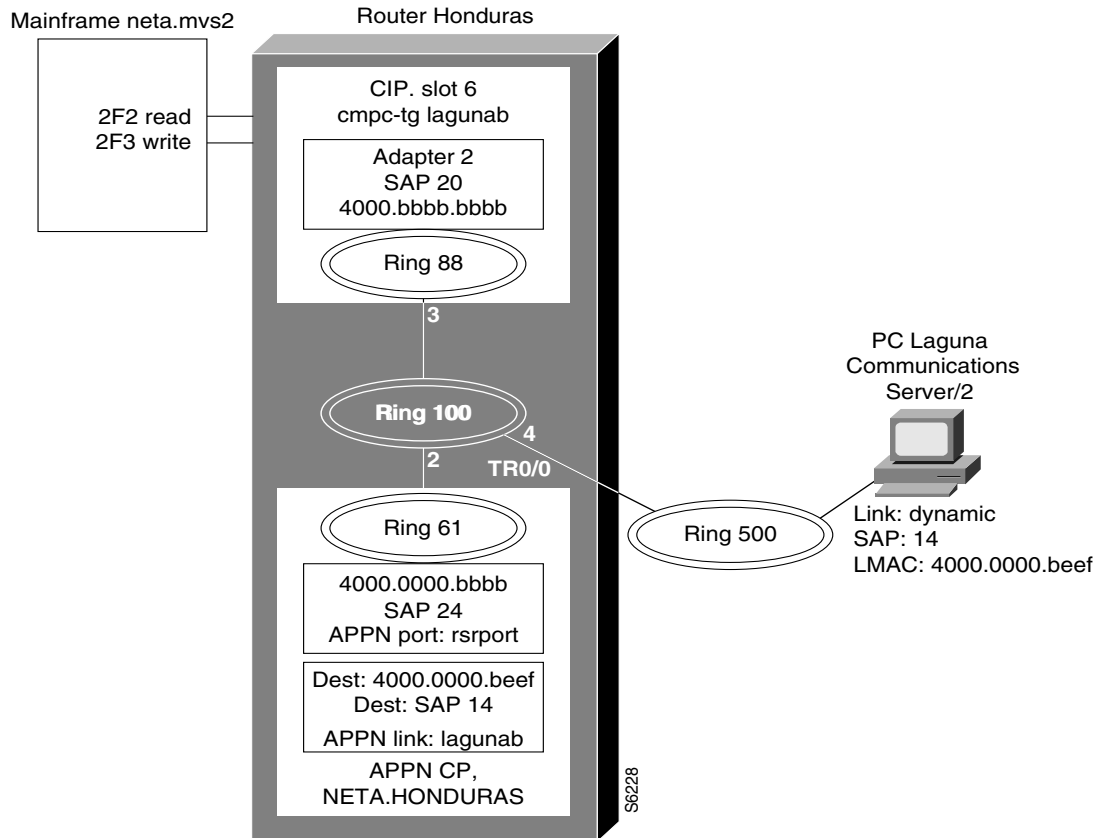 Mainframe neta.mvs2
2F2 read
2F3 write
Router Honduras
CIP. slot 6
cmpc-tg lagunab
Adapter 2
SAP 20
4000.bbbb.bbbb
Ring 88
3
Ring 100
4
2
TR0/0
Ring 61
4000.0000.bbbb
SAP 24
APPN port: rsrport
Dest: 4000.0000.beef
Dest: SAP 14
APPN link: lagunab
APPN CP,
NETA.HONDURAS
Ring 500
PC Laguna
Communications
Server/2
Link: dynamic
SAP: 14
LMAC: 4000.0000.beef
S6228